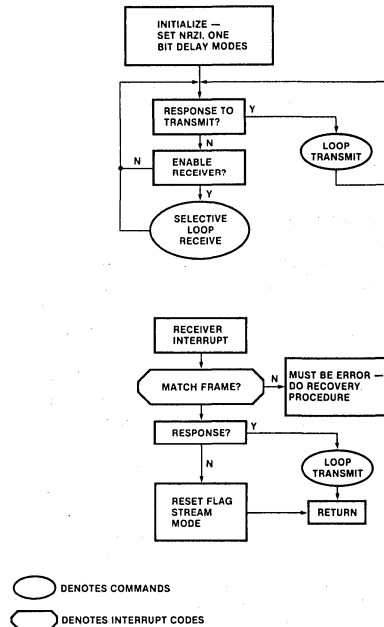 INITIALIZE —
SET NRZI, ONE
BIT DELAY MODES
RESPONSE TO
TRANSMIT?
Y
LOOP
TRANSMIT
N
N
ENABLE
RECEIVER?
Y
SELECTIVE
LOOP
RECEIVE
RECEIVER
INTERRUPT
MATCH FRAME?
N
MUST BE ERROR —
DO RECOVERY
PROCEDURE
RESPONSE?
Y
LOOP
TRANSMIT
N
RESET FLAG
STREAM
MODE
RETURN
DENOTES COMMANDS
DENOTES INTERRUPT CODES